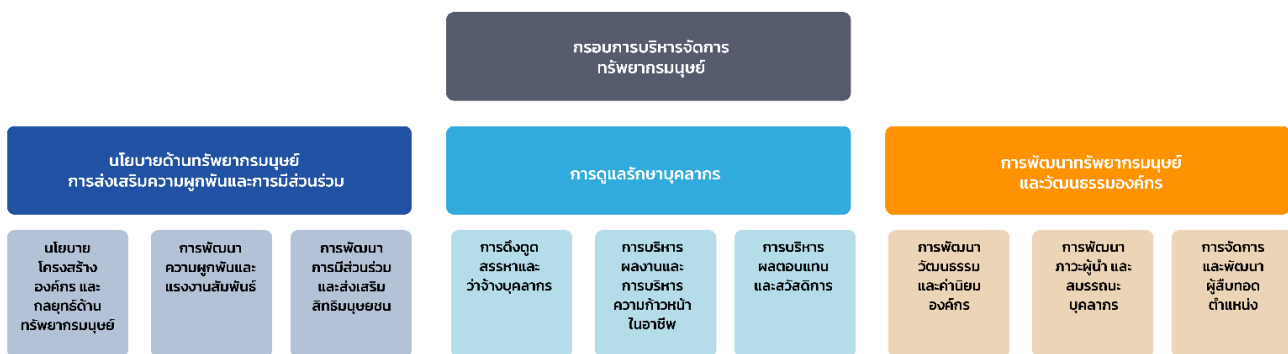 กรอบการบริหารจัดการ
ทรัพยากรมนุษย์
นโยบายด้านทรัพยากรมนุษย์
การส่งเสริมความผูกพันและการมีส่วนร่วม
การดูแลรักษาบุคลากร
การพัฒนาทรัพยากรมนุษย์
และวัฒนธรรมองค์กร
นโยบาย
โครงสร้าง
องค์กร และ
กลยุทธ์ด้าน
ทรัพยากรมนุษย์
การพัฒนา
ความผูกพันและ
แรงงานสัมพันธ์
การพัฒนา
การมีส่วนร่วม
และส่งเสริม
สิทธิมนุษยชน
การดึงดูด
สรรหาและ
ว่าจ้างบุคลากร
การบริหาร
ผลงานและ
การบริหาร
ความก้าวหน้า
ในอาชีพ
การบริหาร
ผลตอบแทน
และสวัสดิการ
การพัฒนา
วัฒนธรรม
และค่านิยม
องค์กร
การพัฒนา
ภาวะผู้นำ และ
สมรรถนะ
บุคลากร
การจัดการ
และพัฒนา
ผู้สืบทอด
ตำแหน่ง